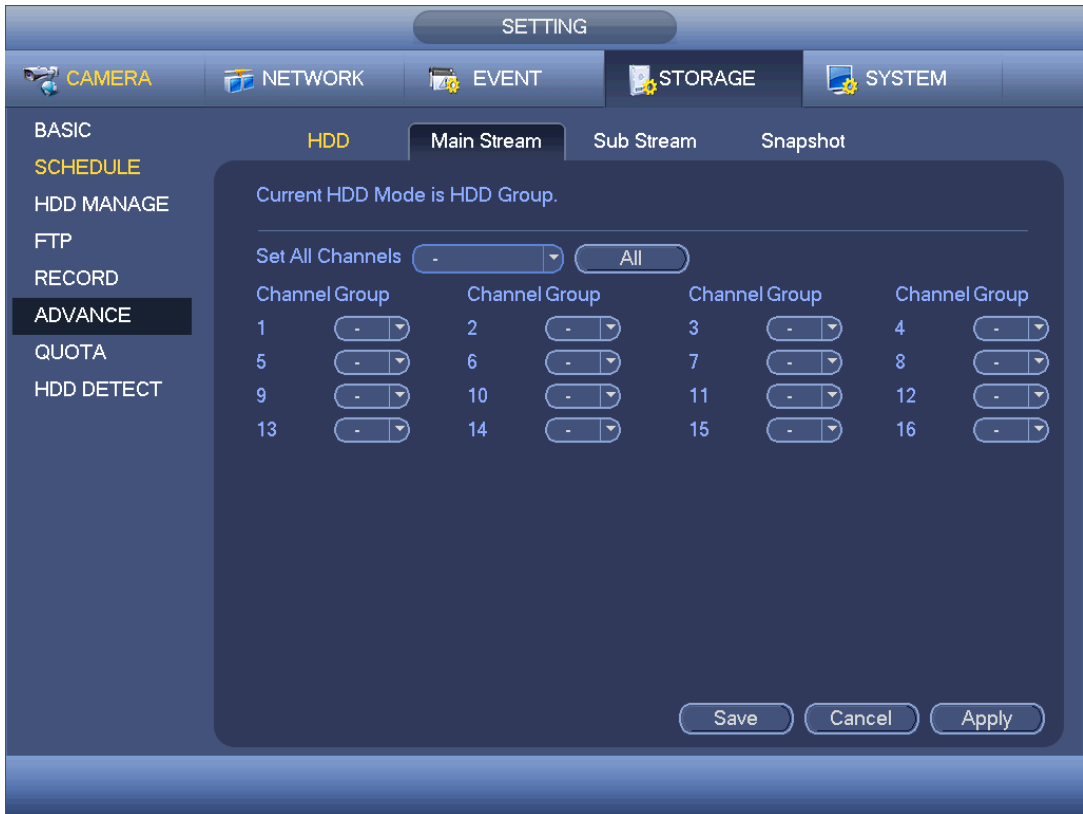 SETTING
CAMERA NETWORK EVENT STORAGE SYSTEM
BASIC
SCHEDULE
HDD MANAGE
FTP
RECORD
ADVANCE
QUOTA
HDD DETECT
HDD Main Stream Sub Stream Snapshot
Current HDD Mode is HDD Group.
Set All Channels - All
Channel Group Channel Group Channel Group Channel Group
1 - 2 - 3 - 4 -
5 - 6 - 7 - 8 -
9 - 10 - 11 - 12 -
13 - 14 - 15 - 16 -
Save Cancel Apply